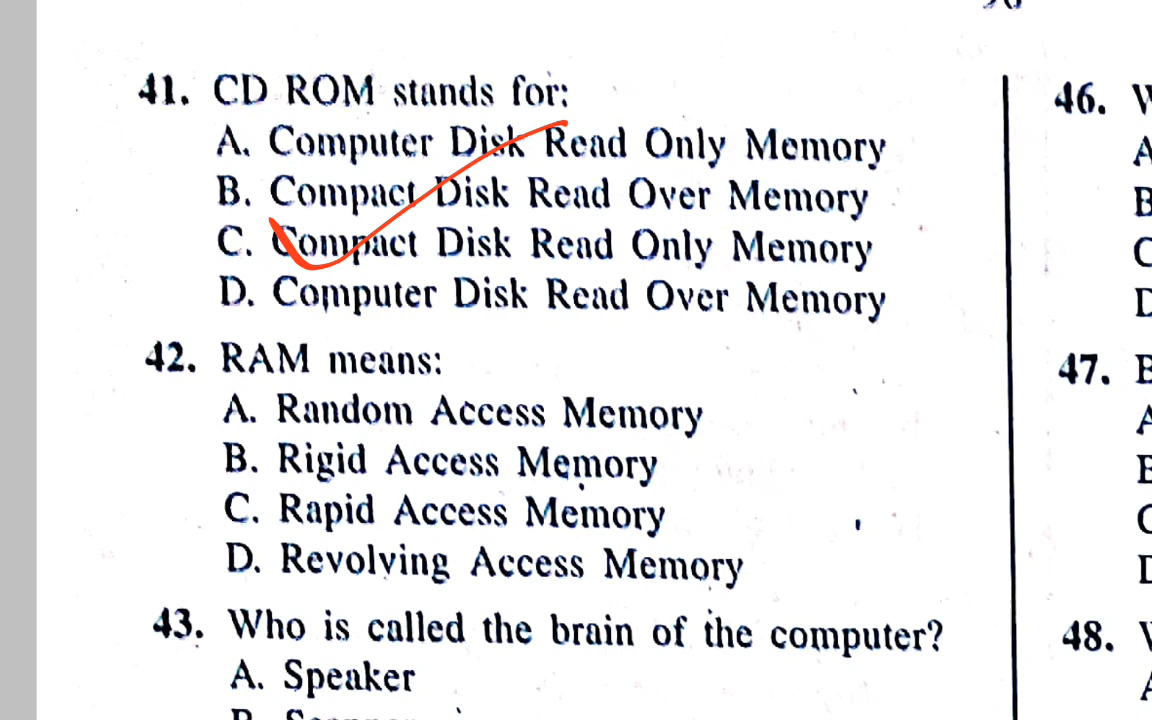 41. CD ROM stands for:
A. Computer Disk Read Only Memory
B. Compact Disk Read Over Memory
C. Compact Disk Read Only Memory
D. Computer Disk Read Over Memory
42. RAM means:
A. Random Access Memory
B. Rigid Access Memory
C. Rapid Access Memory
D. Revolving Access Memory
43. Who is called the brain of the computer?
A. Speaker
46.
A
B
C
47.
A
C
48.
A